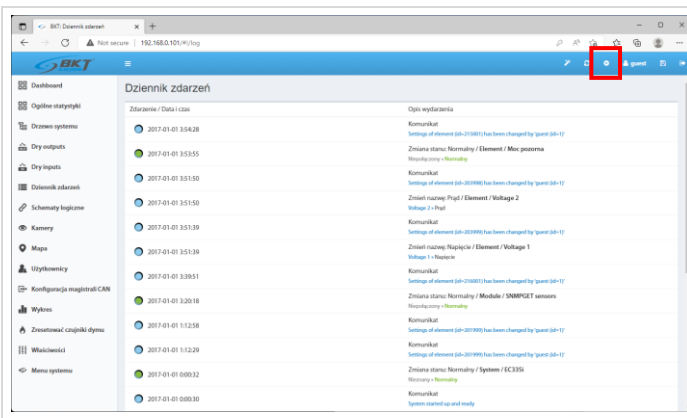 BKT: Dziennik zdarzeń
Not secure | 192.168.0.101/#!/log
BKT
guest
Dashboard
Ogólne statystyki
Drzewo systemu
Dry outputs
Dry inputs
Dziennik zdarzeń
Schematy logiczne
Kamery
Mapa
Użytkownicy
Konfiguracja magistrali CAN
Wykres
Zresetować czujniki dymu
Właściwości
Menu systemu
Dziennik zdarzeń
Zdarzenie / Data i czas Opis wydarzenia
2017-01-01 3:54:28 Komunikat
Settings of element (id=215001) has been changed by 'guest (id=1)'
2017-01-01 3:53:55 Zmiana stanu: Normalny / Element / Moc pozorna
Niepołączony » Normalny
2017-01-01 3:51:50 Komunikat
Settings of element (id=203999) has been changed by 'guest (id=1)'
2017-01-01 3:51:50 Zmień nazwę: Prąd / Element / Voltage 2
Voltage 2 » Prąd
2017-01-01 3:51:39 Komunikat
Settings of element (id=203999) has been changed by 'guest (id=1)'
2017-01-01 3:51:39 Zmień nazwę: Napięcie / Element / Voltage 1
Voltage 1 » Napięcie
2017-01-01 3:39:51 Komunikat
Settings of element (id=216001) has been changed by 'guest (id=1)'
2017-01-01 3:20:18 Zmiana stanu: Normalny / Module / SNMPGET sensors
Niepołączony » Normalny
2017-01-01 1:12:58 Komunikat
Settings of element (id=201999) has been changed by 'guest (id=1)'
2017-01-01 1:12:29 Komunikat
Settings of element (id=201999) has been changed by 'guest (id=1)'
2017-01-01 0:00:32 Zmiana stanu: Normalny / System / EC335i
Nieznany » Normalny
2017-01-01 0:00:30 Komunikat
System started up and ready